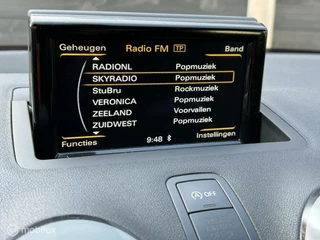 Geheugen Radio FM TP Band
RADIONL Popmuziek
SKYRADIO Popmuziek
StuBru Rockmuziek
VERONICA Popmuziek
ZEELAND Voorvallen
ZUIDWEST Popmuziek
Functies 9:48 Instellingen
A OFF
mobox